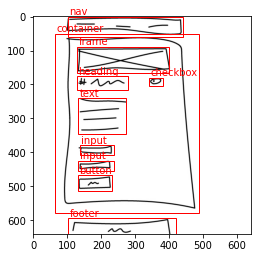 nav
container
frame
heading
checkbox
text
input
input
button
footer
0
100
200
300
400
500
600
0 100 200 300 400 500 600